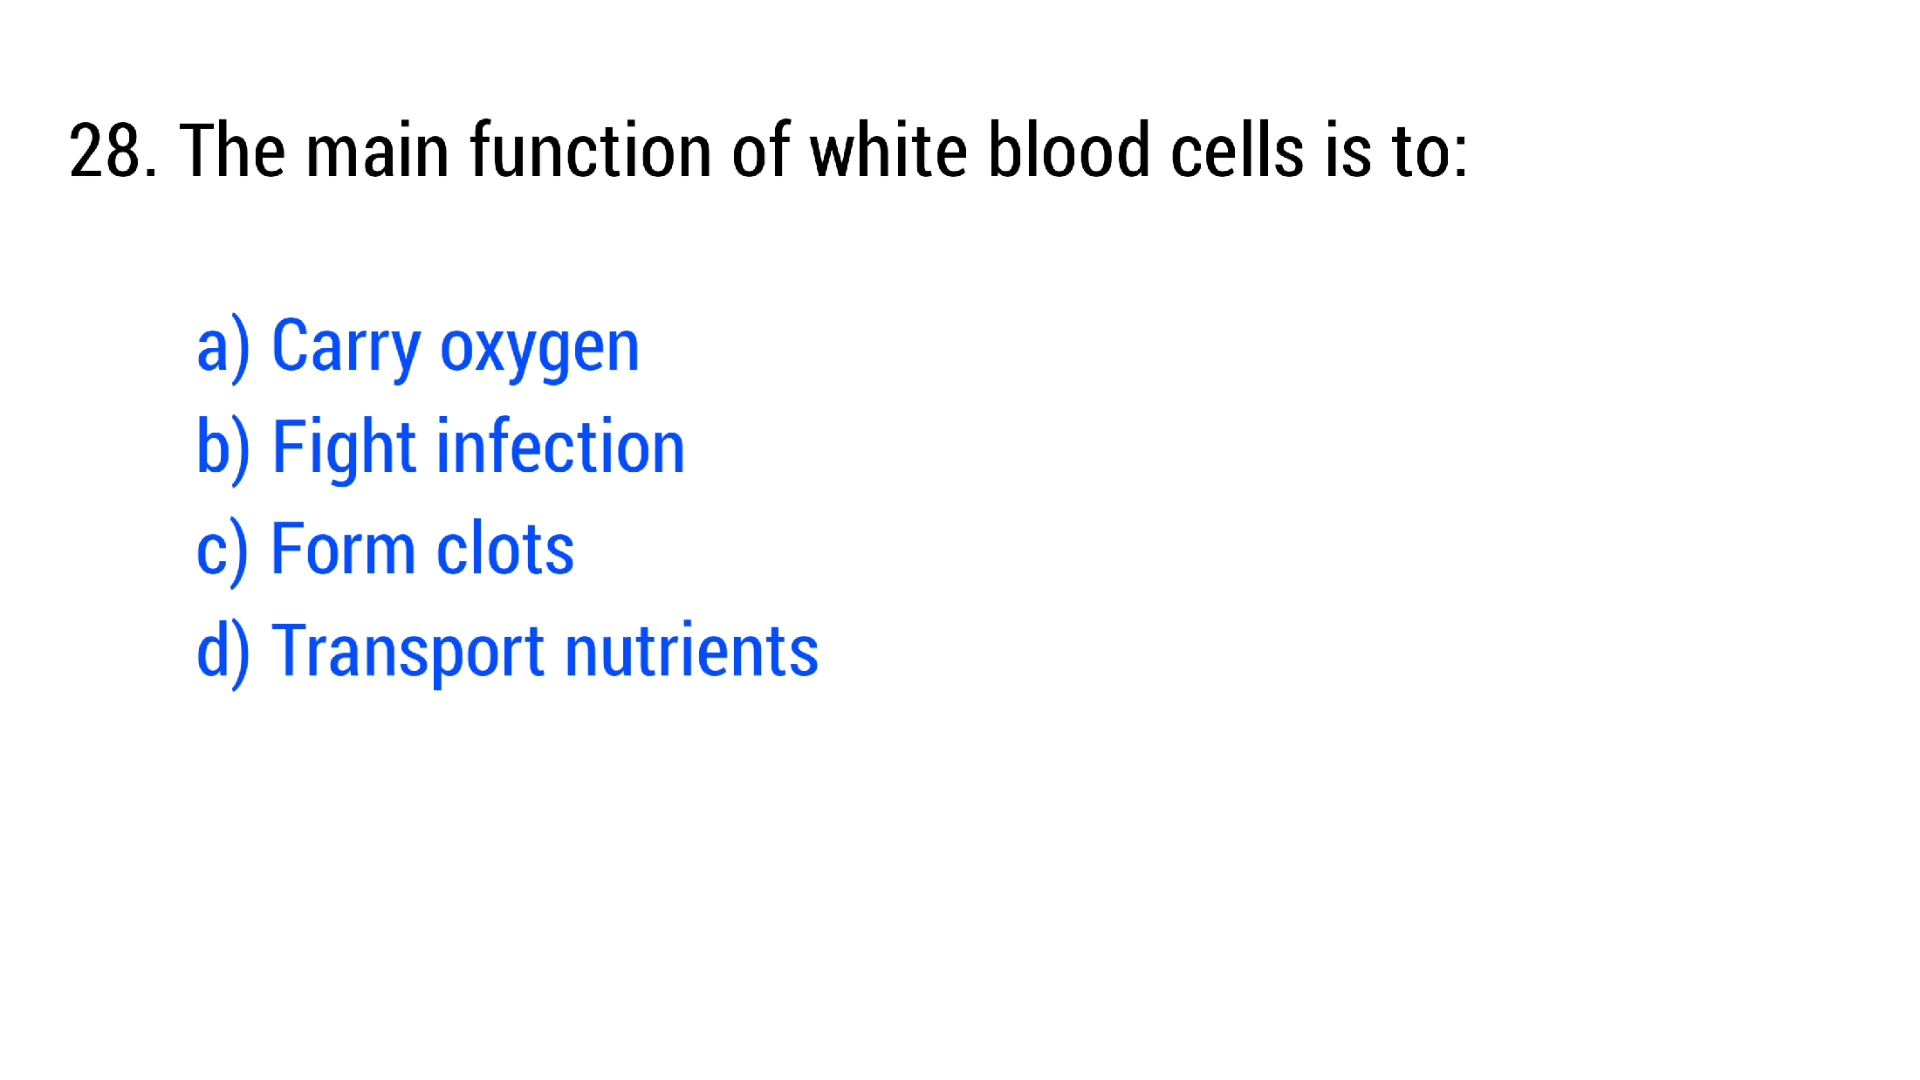 28. The main function of white blood cells is to:
a) Carry oxygen
b) Fight infection
c) Form clots
d) Transport nutrients